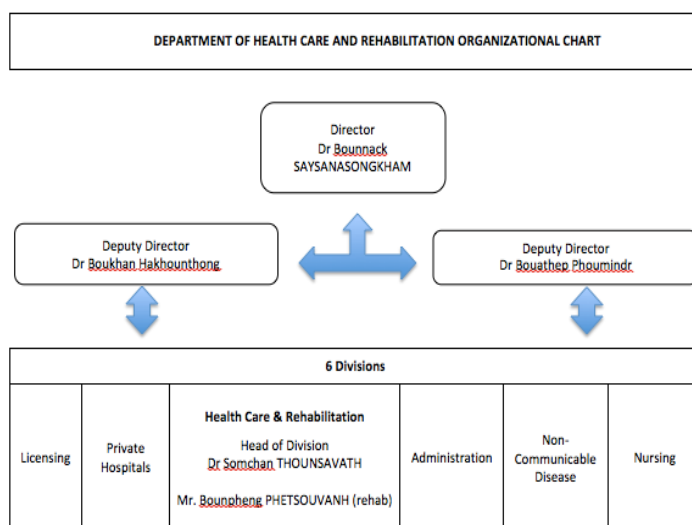 DEPARTMENT OF HEALTH CARE AND REHABILITATION ORGANIZATIONAL CHART
Director
Dr Bounnack
SAYSANASONGKHAM
Deputy Director
Dr Boukhan Hakhounthong
Deputy Director
Dr Bouathep Phoumindr
6 Divisions
Licensing
Private
Hospitals
Health Care & Rehabilitation
Head of Division
Dr Somchan THOUNSAVATH
Mr. Bounpheng PHETSOUVANH (rehab)
Administration
Non-
Communicable
Disease
Nursing